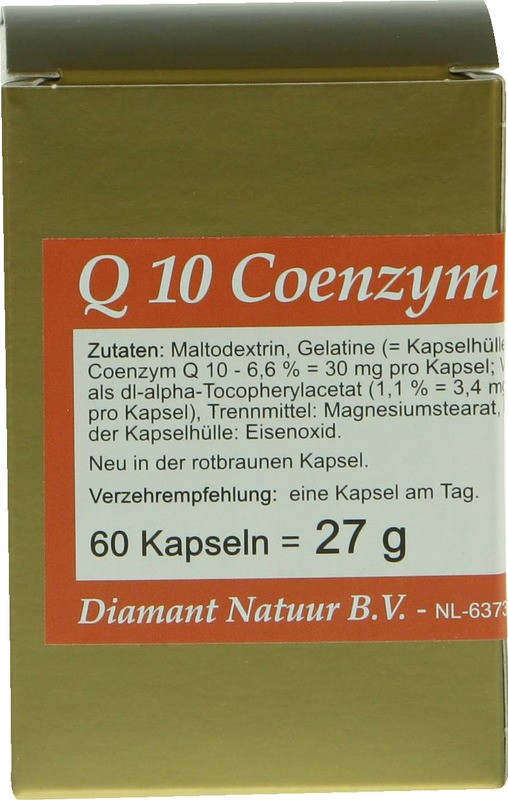 Q 10 Coenzym
Zutaten: Maltodextrin, Gelatine (= Kapselhülle
Coenzym Q 10 - 6,6 % = 30 mg pro Kapsel;
als dl-alpha-Tocopherylacetat (1,1 % = 3,4 mg
pro Kapsel), Trennmittel: Magnesiumstearat,
der Kapselhülle: Eisenoxid.
Neu in der rotbraunen Kapsel.
Verzehrempfehlung: eine Kapsel am Tag.
60 Kapseln = 27 g
Diamant Natuur B.V. - NL-6373